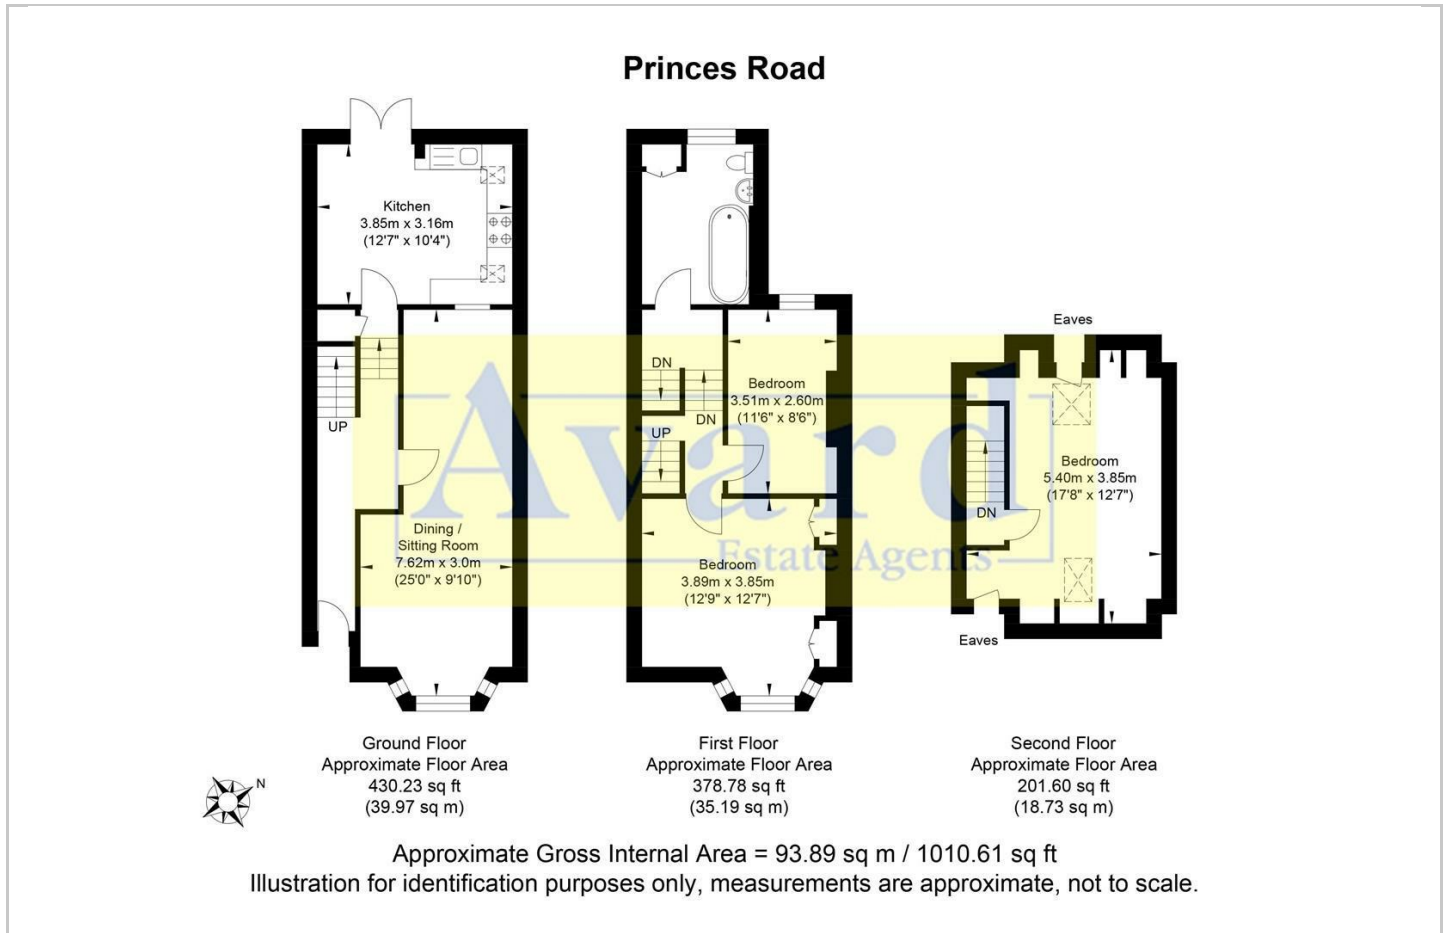 Princes Road
Kitchen
3.85m x 3.16m
(12'7" x 10'4")
UP
Dining /
Sitting Room
7.62m x 3.0m
(25'0" x 9'10")
DN
DN
UP
Bedroom
3.51m x 2.60m
(11'6" x 8'6")
Bedroom
3.89m x 3.85m
(12'9" x 12'7")
Eaves
Bedroom
5.40m x 3.85m
(17'8" x 12'7")
DN
Eaves
Avard
Estate Agents
Ground Floor
Approximate Floor Area
430.23 sq ft
(39.97 sq m)
First Floor
Approximate Floor Area
378.78 sq ft
(35.19 sq m)
Second Floor
Approximate Floor Area
201.60 sq ft
(18.73 sq m)
N
Approximate Gross Internal Area = 93.89 sq m / 1010.61 sq ft
Illustration for identification purposes only, measurements are approximate, not to scale.